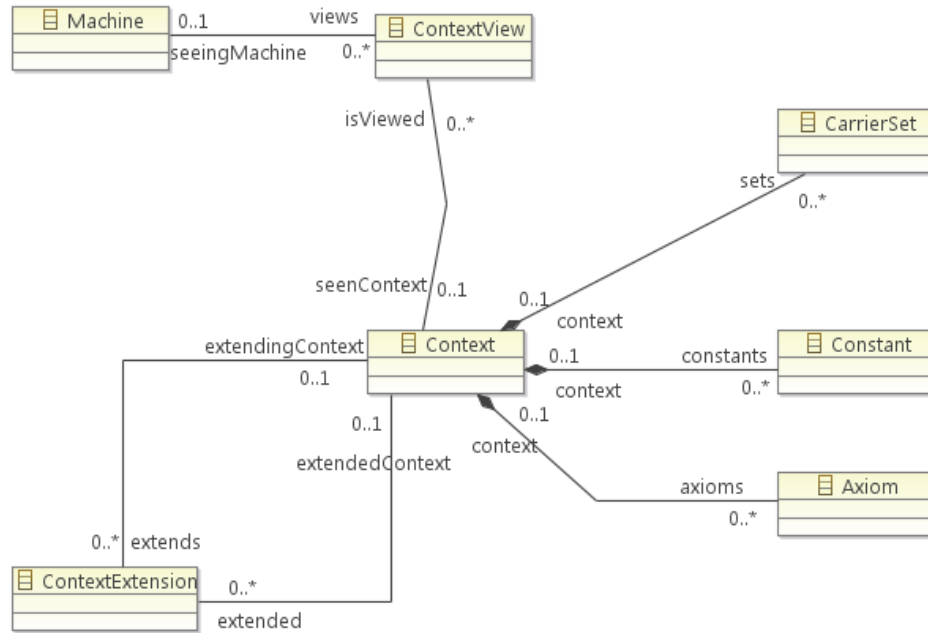 Machine
0..1
views
ContextView
seeingMachine
0..*
isViewed
0..*
CarrierSet
sets
0..*
seenContext
0..1
0..1
context
extendingContext
Context
0..1
constants
Constant
0..1
context
0..*
0..1
0..1
context
extendedContext
axioms
Axiom
0..*
0..*
extends
ContextExtension
0..*
extended